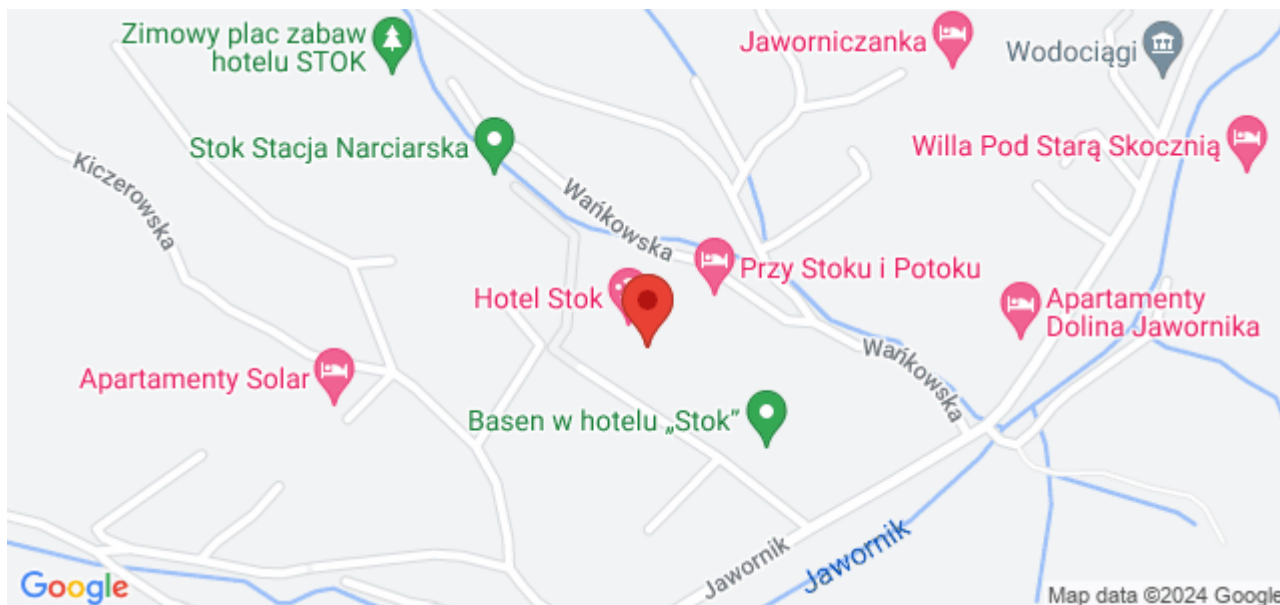 Zimowy plac zabaw
hotelu STOK
Jaworniczanka
Wodociągi
Stok Stacja Narciarska
Willa Pod Starą Skocznią
Kiczerowska
Wańkowska
Przy Stoku i Potoku
Hotel Stok
Apartamenty
Dolina Jawornika
Wańkowska
Apartamenty Solar
Basen w hotelu „Stok”
Jawornik
Jawornik
Google
Map data ©2024 Google